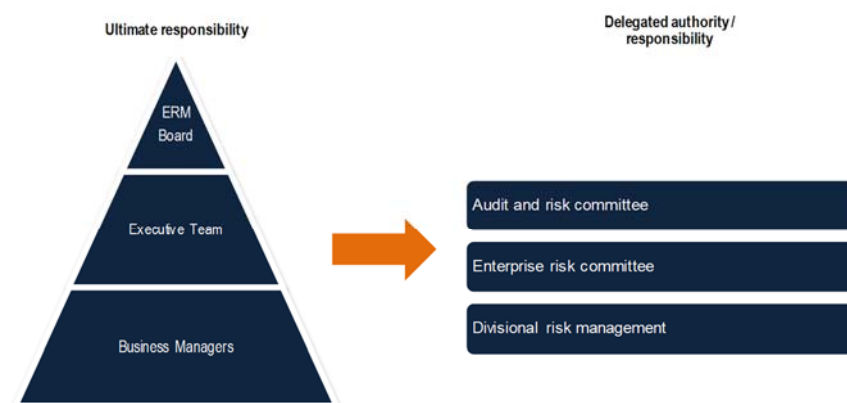 Ultimate responsibility
Delegated authority/
responsibility
ERM
Board
Executive Team
Business Managers
Audit and risk committee
Enterprise risk committee
Divisional risk management